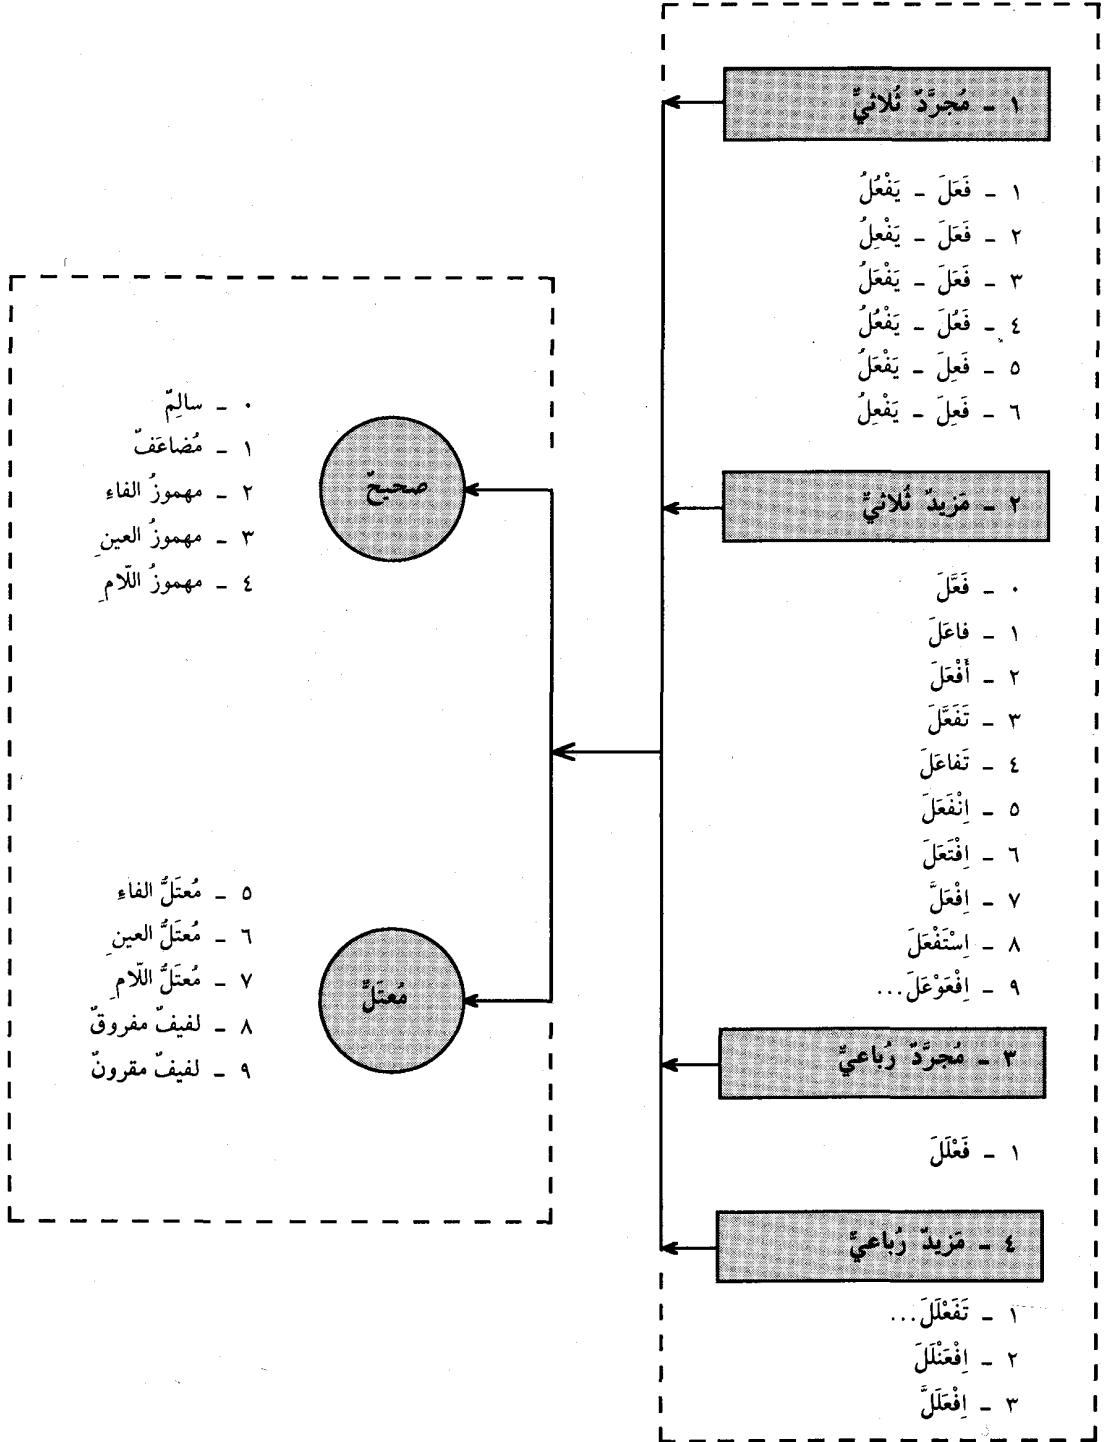 ١ - مُجرَّدٌ ثُلاثيٌّ
١ - فَعَلَ - يَفْعُلُ
٢ - فَعَلَ - يَفْعِلُ
٣ - فَعَلَ - يَفْعَلُ
٤ - فَعُلَ - يَفْعُلُ
٥ - فَعِلَ - يَفْعَلُ
٦ - فَعِلَ - يَفْعِلُ
٢ - مَزيدٌ ثُلاثيٌّ
٠ - فَعَّلَ
١ - فاعَلَ
٢ - أَفْعَلَ
٣ - تَفَعَّلَ
٤ - تَفاعَلَ
٥ - اِنْفَعَلَ
٦ - اِفْتَعَلَ
٧ - اِفْعَلَّ
٨ - اِسْتَفْعَلَ
٩ - اِفْعَوْعَلَ...
٣ - مُجرَّدٌ رُباعيٌّ
١ - فَعْلَلَ
٤ - مَزيدٌ رُباعيٌّ
١ - تَفَعْلَلَ...
٢ - اِفْعَنْلَلَ
٣ - اِفْعَلَلَّ
صحيحٌ
٠ - سالِمٌ
١ - مُضاعَفٌ
٢ - مهموزُ الفاءِ
٣ - مهموزُ العينِ
٤ - مهموزُ اللّامِ
مُعتَلٌّ
٥ - مُعتَلُّ الفاءِ
٦ - مُعتَلُّ العينِ
٧ - مُعتَلُّ اللّامِ
٨ - لفيفٌ مفروقٌ
٩ - لفيفٌ مقرونٌ